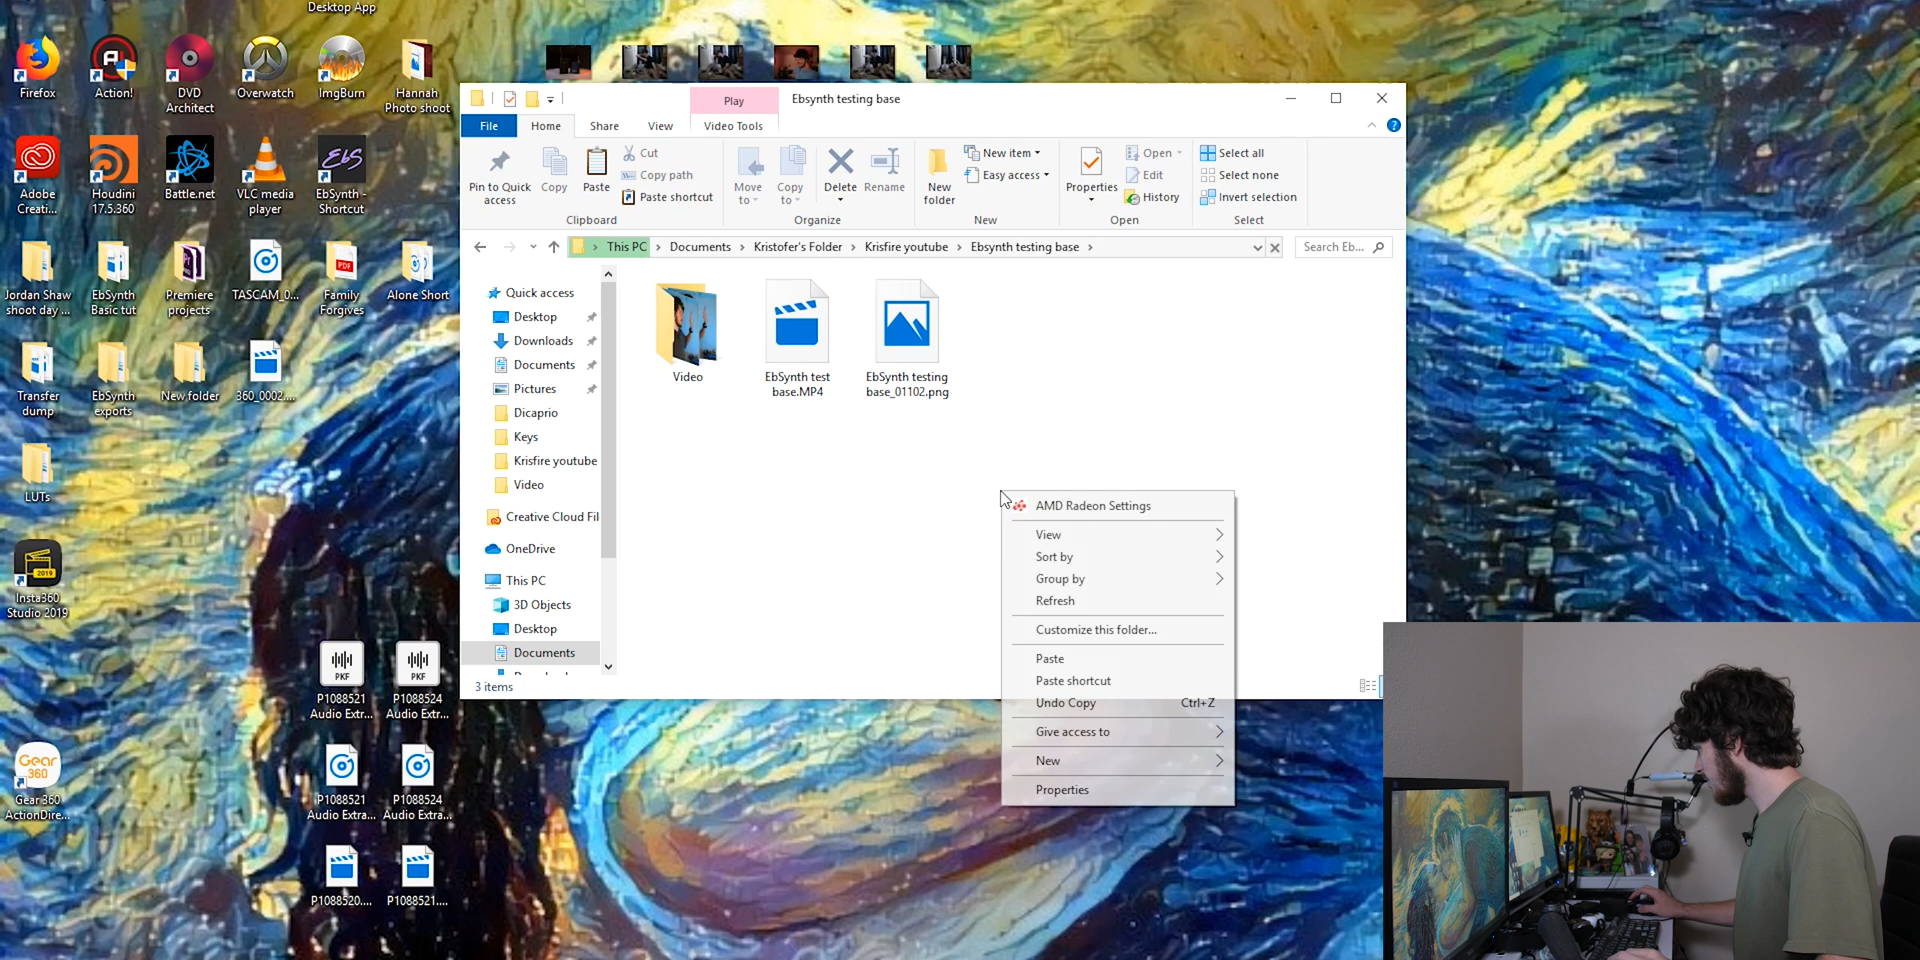 Desktop App
Firefox
Action!
DVD
Architect
Overwatch
ImgBurn
Hannah
Photo shoot
Adobe
Creati...
Houdini
17.5.360
Battle.net
VLC media
player
EbS
EbSynth -
Shortcut
Jordan Shaw
shoot day ...
EbSynth
Basic tut
Premiere
projects
TASCAM_0...
PDF
Family
Forgives
Alone Short
Transfer
dump
EbSynth
exports
New folder
360_0002....
LUTs
2019
Insta360
Studio 2019
PKF
P1088521
Audio Extr...
PKF
P1088524
Audio Extr...
Gear
360
Gear 360
ActionDire...
P1088521
Audio Extra...
P1088524
Audio Extra...
P1088520....
P1088521....
Play
Ebsynth testing base
File
Home
Share
View
Video Tools
Pin to Quick
access
Copy
Paste
Cut
Copy path
Paste shortcut
Clipboard
Move
to
Copy
to
Delete
Rename
Organize
New
folder
New item
Easy access
New
Properties
Open
Edit
History
Open
Select all
Select none
Invert selection
Select
This PC > Documents > Kristofer's Folder > Krisfire youtube > Ebsynth testing base >
Search Eb...
Quick access
Desktop
Downloads
Documents
Pictures
Dicaprio
Keys
Krisfire youtube
Video
Creative Cloud Fil
OneDrive
This PC
3D Objects
Desktop
Documents
Video
EbSynth test
base.MP4
EbSynth testing
base_01102.png
3 items
AMD Radeon Settings
View
Sort by
Group by
Refresh
Customize this folder...
Paste
Paste shortcut
Undo Copy Ctrl+Z
Give access to
New
Properties